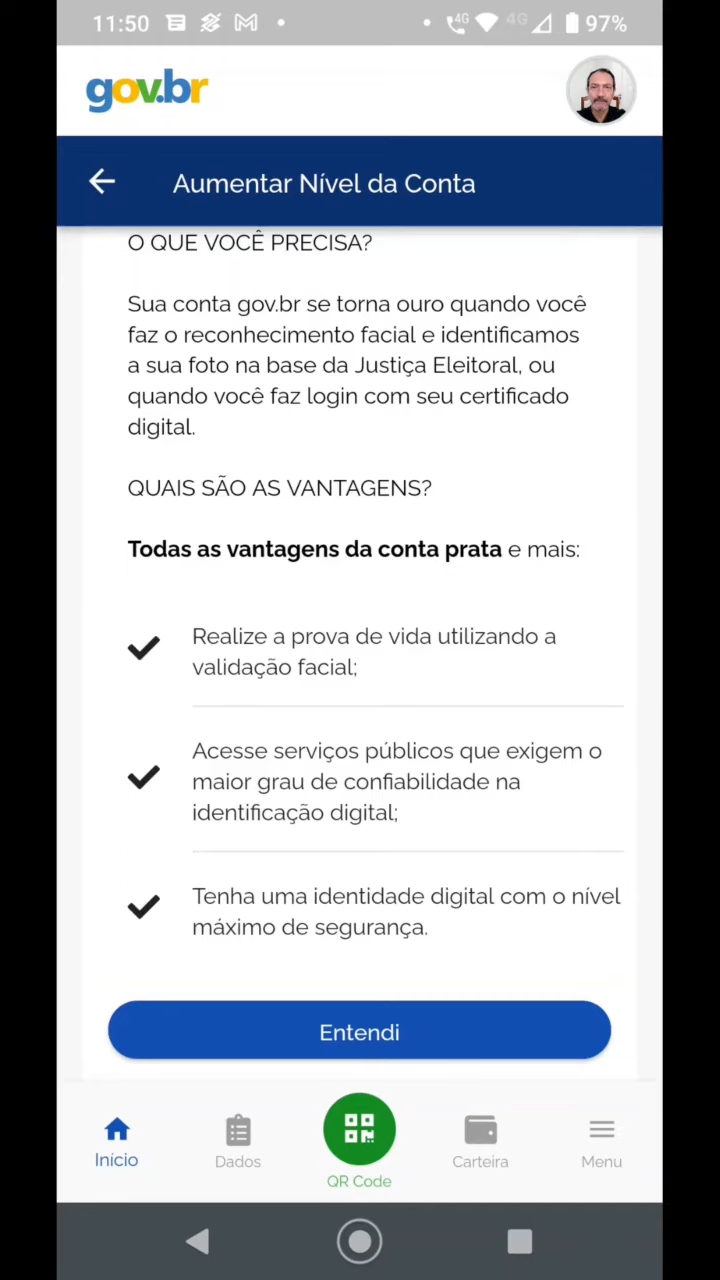 11:50
4G
4G
97%
gov.br
Aumentar Nível da Conta
O QUE VOCÊ PRECISA?
Sua conta gov.br se torna ouro quando você
faz o reconhecimento facial e identificamos
a sua foto na base da Justiça Eleitoral, ou
quando você faz login com seu certificado
digital.
QUAIS SÃO AS VANTAGENS?
Todas as vantagens da conta prata e mais:
Realize a prova de vida utilizando a
validação facial;
Acesse serviços públicos que exigem o
maior grau de confiabilidade na
identificação digital;
Tenha uma identidade digital com o nível
máximo de segurança.
Entendi
Início
Dados
QR Code
Carteira
Menu